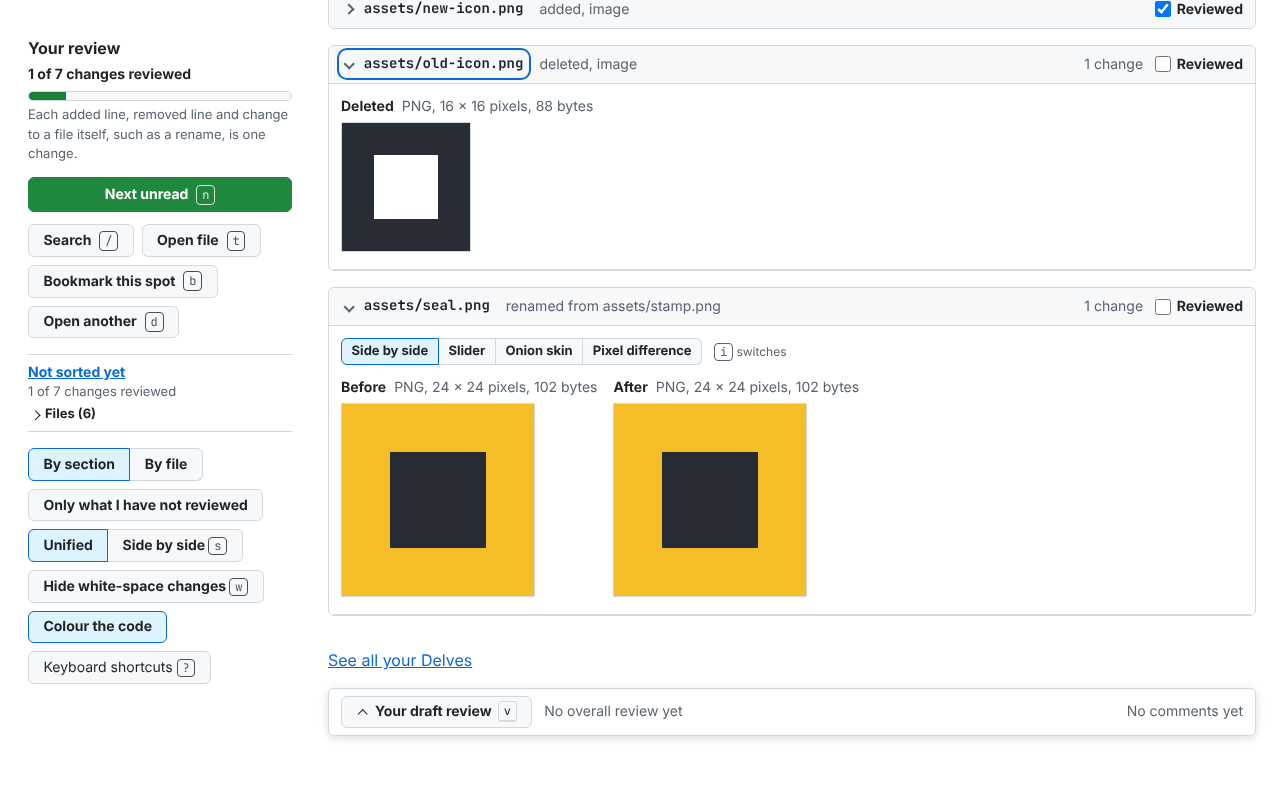 assets/new-icon.png added, image
Reviewed
Your review
1 of 7 changes reviewed
Each added line, removed line and change
to a file itself, such as a rename, is one
change.
Next unread n
Search / Open file t
Bookmark this spot b
Open another d
Not sorted yet
1 of 7 changes reviewed
Files (6)
By section By file
Only what I have not reviewed
Unified Side by side s
Hide white-space changes w
Colour the code
Keyboard shortcuts ?
assets/old-icon.png deleted, image 1 change Reviewed
Deleted PNG, 16 × 16 pixels, 88 bytes
assets/seal.png renamed from assets/stamp.png 1 change Reviewed
Side by side Slider Onion skin Pixel difference i switches
Before PNG, 24 × 24 pixels, 102 bytes After PNG, 24 × 24 pixels, 102 bytes
See all your Delves
Your draft review v No overall review yet No comments yet